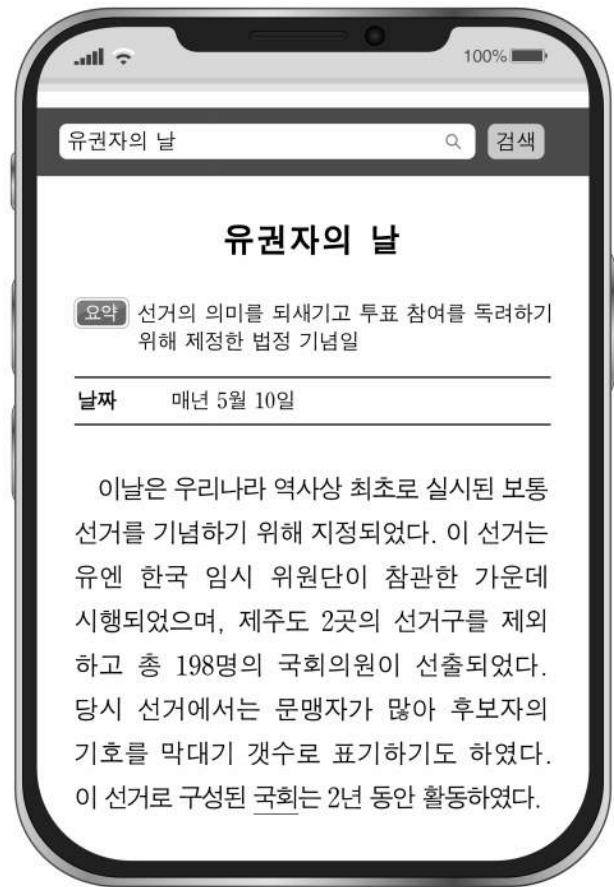 100%
유권자의 날
검색
유권자의 날
요약 선거의 의미를 되새기고 투표 참여를 독려하기
위해 제정한 법정 기념일
날짜 매년 5월 10일
이날은 우리나라 역사상 최초로 실시된 보통
선거를 기념하기 위해 지정되었다. 이 선거는
유엔 한국 임시 위원단이 참관한 가운데
시행되었으며, 제주도 2곳의 선거구를 제외
하고 총 198명의 국회의원이 선출되었다.
당시 선거에서는 문맹자가 많아 후보자의
기호를 막대기 갯수로 표기하기도 하였다.
이 선거로 구성된 국회는 2년 동안 활동하였다.